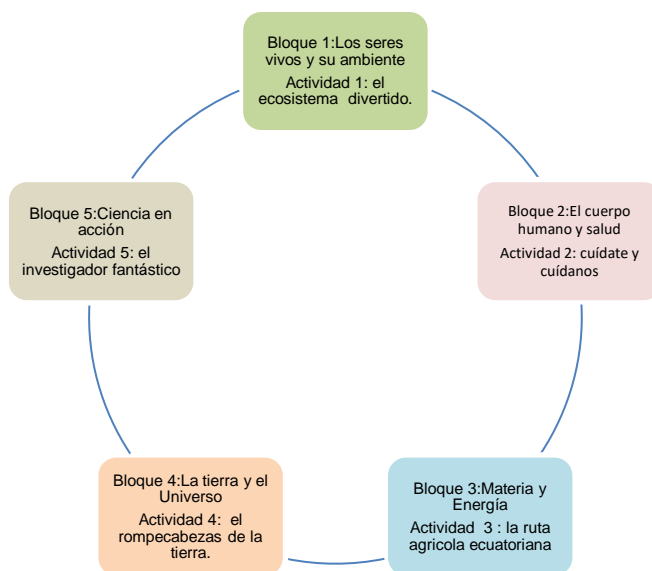 Bloque 1:Los seres
vivos y su ambiente
Actividad 1: el
ecosistema divertido.
Bloque 2:El cuerpo
humano y salud
Actividad 2: cuídate y
cuídanos
Bloque 3:Materia y
Energía
Actividad 3 : la ruta
agricola ecuatoriana
Bloque 4:La tierra y el
Universo
Actividad 4: el
rompecabezas de la
tierra.
Bloque 5:Ciencia en
acción
Actividad 5: el
investigador fantástico